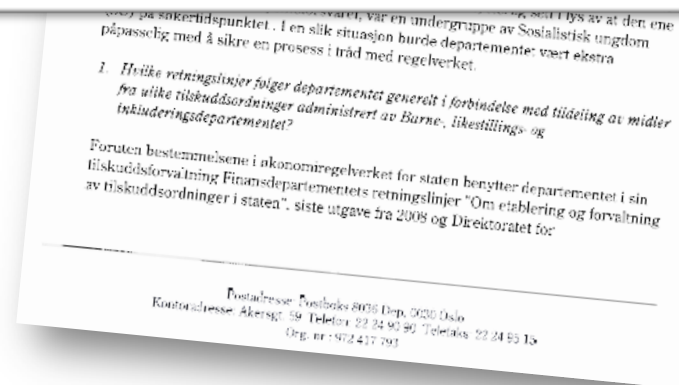 på søkertidspunktet . I en slik situasjon burde departementet vært ekstra
påpasselig med å sikre en prosess i tråd med regelverket.
1. Hvilke retningslinjer følger departementet generelt i forbindelse med tildeling av midler
fra ulike tilskuddsordninger administrert av Barne-, likestillings- og
inkluderingsdepartementet?
Foruten bestemmelsene i økonomiregelverket for staten benytter departementet i sin
tilskuddsforvaltning Finansdepartementets retningslinjer "Om etablering og forvaltning
av tilskuddsordninger i staten", siste utgave fra 2008 og Direktoratet for
Postadresse: Postboks 8036 Dep, 0030 Oslo
Kontoradresse: Akersgt. 59 Telefon 22 24 90 90 Telefaks 22 24 95 15
Org. nr.: 972 417 793